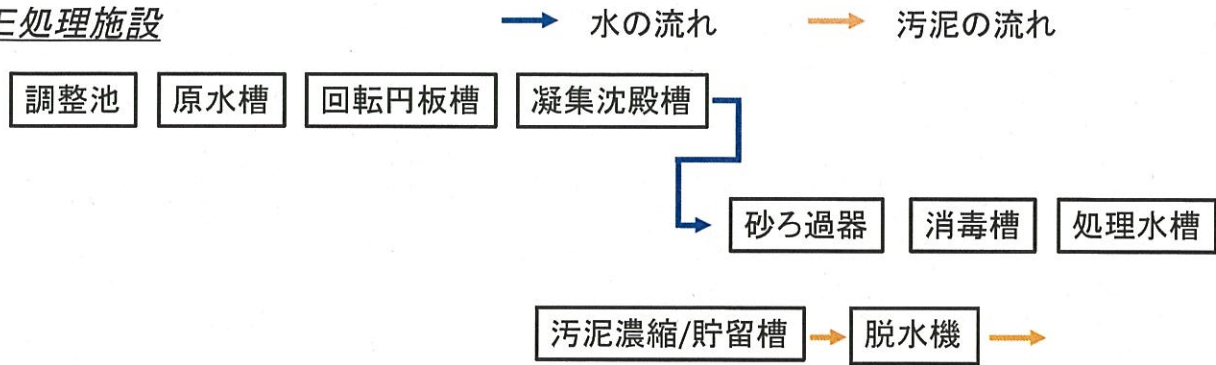 処理施設
水の流れ 汚泥の流れ
調整池 原水槽 回転円板槽 凝集沈殿槽
砂ろ過器 消毒槽 処理水槽
汚泥濃縮/貯留槽 脱水機